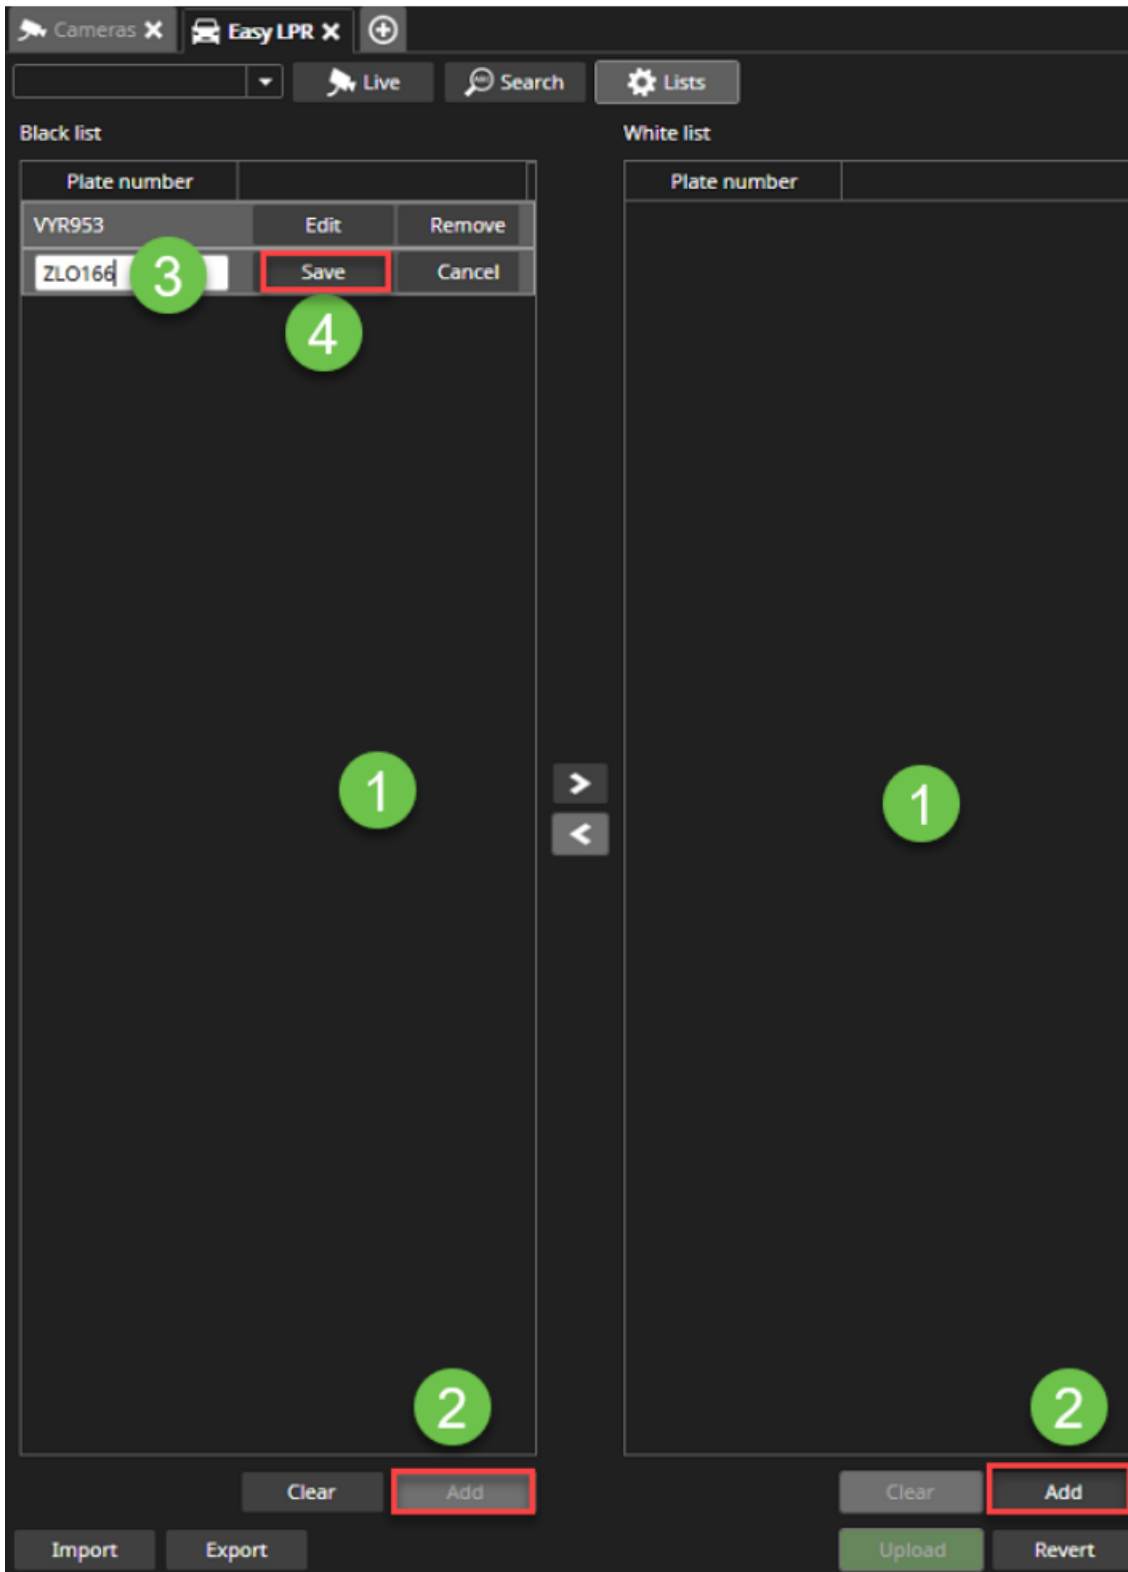 Cameras Easy LPR
Live Search Lists
Black list White list
Plate number Plate number
VYR953 Edit Remove
ZLO166 3 Save Cancel
4
1 1
2 2
Clear Add Clear Add
Import Export Upload Revert